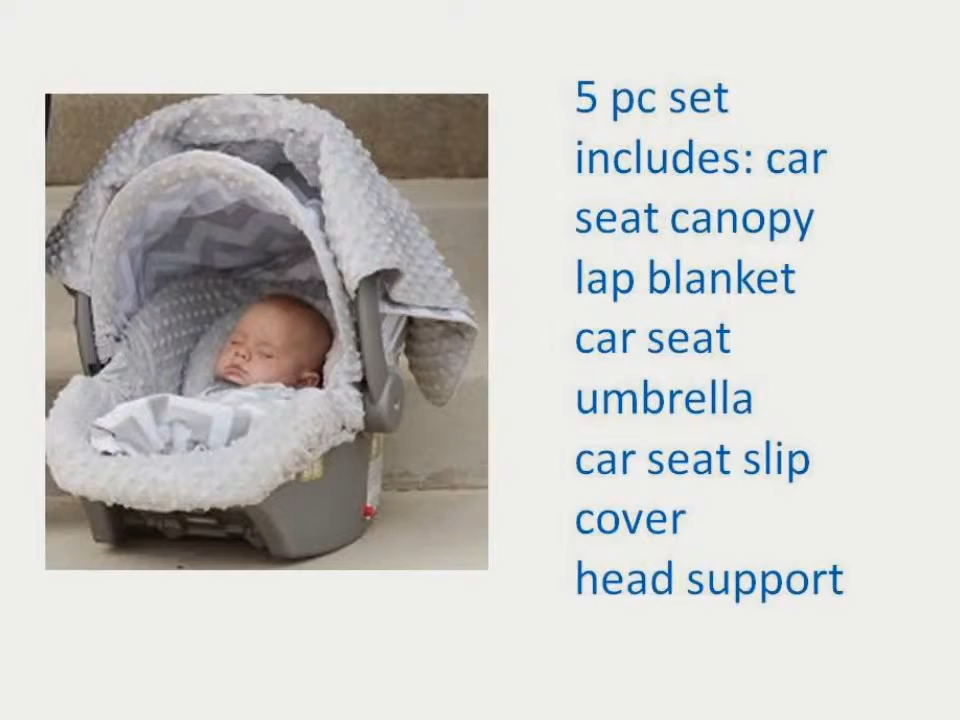 5 pc set
includes: car
seat canopy
lap blanket
car seat
umbrella
car seat slip
cover
head support